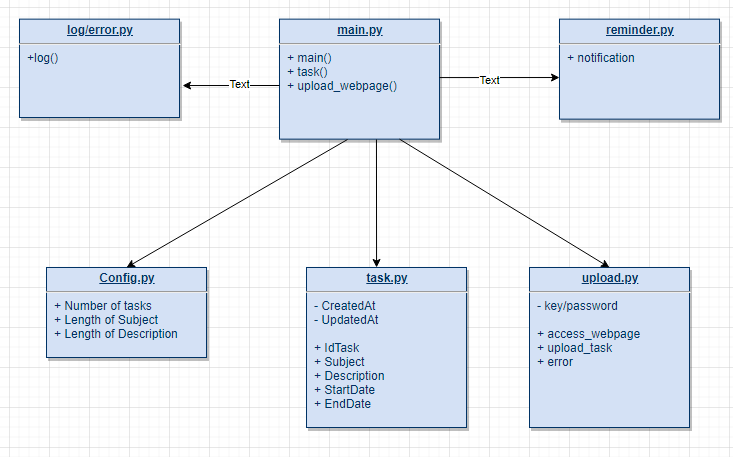 log/error.py
+log()
main.py
+ main()
+ task()
+ upload_webpage()
reminder.py
+ notification
Text
Text
Config.py
+ Number of tasks
+ Length of Subject
+ Length of Description
task.py
- CreatedAt
- UpdatedAt
+ IdTask
+ Subject
+ Description
+ StartDate
+ EndDate
upload.py
- key/password
+ access_webpage
+ upload_task
+ error